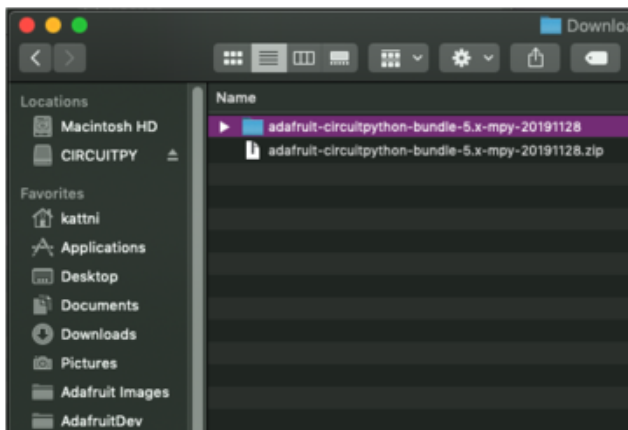 Downloa
Locations
Macintosh HD
CIRCUITPY
Favorites
kattni
Applications
Desktop
Documents
Downloads
Pictures
Adafruit Images
AdafruitDev
Name
adafruit-circuitpython-bundle-5.x-mpy-20191128
adafruit-circuitpython-bundle-5.x-mpy-20191128.zip